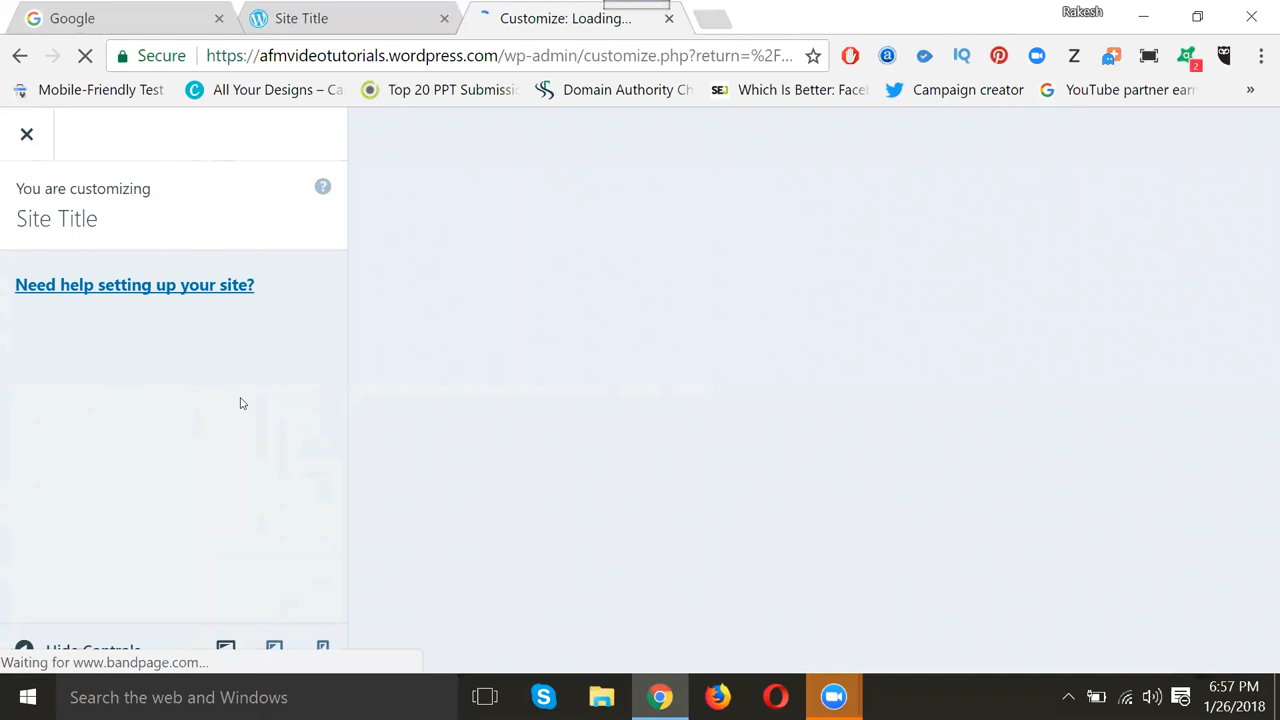 Google
Site Title
Customize: Loading...
Rakesh
Secure
https://afmvideotutorials.wordpress.com/wp-admin/customize.php?return=%2F...
2
Mobile-Friendly Test
All Your Designs – Ca
Top 20 PPT Submissi
Domain Authority Ch
SEJ
Which Is Better: Facel
Campaign creator
YouTube partner earn
»
You are customizing
?
Site Title
Need help setting up your site?
Hide Controls
Waiting for www.bandpage.com...
Search the web and Windows
6:57 PM
1/26/2018